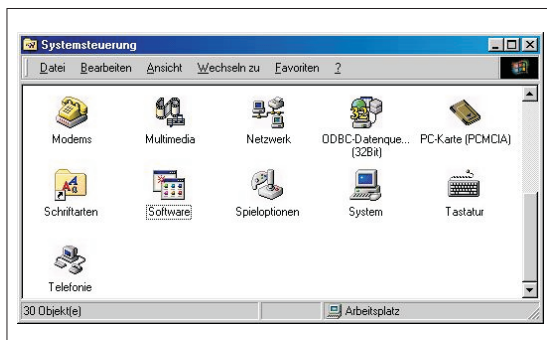 Systemsteuerung
Datei Bearbeiten Ansicht Wechseln zu Favoriten ?
Modems Multimedia Netzwerk ODBC-Datenque... (32Bit) PC-Karte (PCMCIA)
Schriftarten Software Spieloptionen System Tastatur
Telefonie
30 Objekt(e) Arbeitsplatz